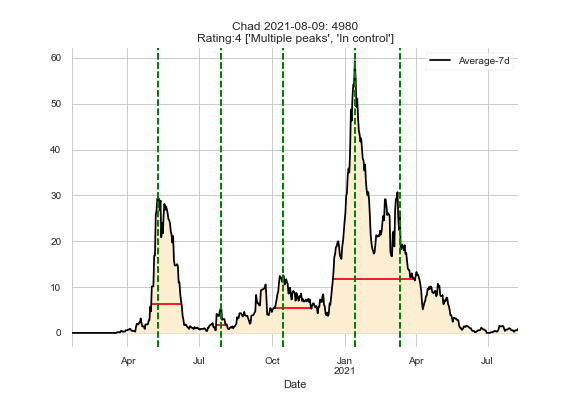 Chad 2021-08-09: 4980
Rating:4 ['Multiple peaks', 'In control']
Average-7d
60
50
40
30
20
10
0
Apr
Jul
Oct
Jan
2021
Apr
Jul
Date